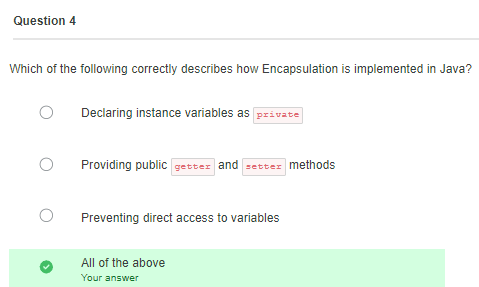 Question 4
Which of the following correctly describes how Encapsulation is implemented in Java?
Declaring instance variables as private
Providing public getter and setter methods
Preventing direct access to variables
All of the above
Your answer